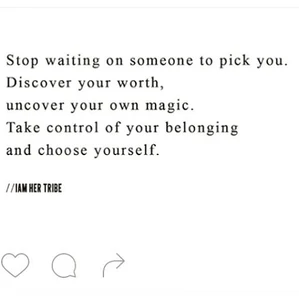 Stop waiting on someone to pick you.
Discover your worth,
uncover your own magic.
Take control of your belonging
and choose yourself.
//IAM HER TRIBE